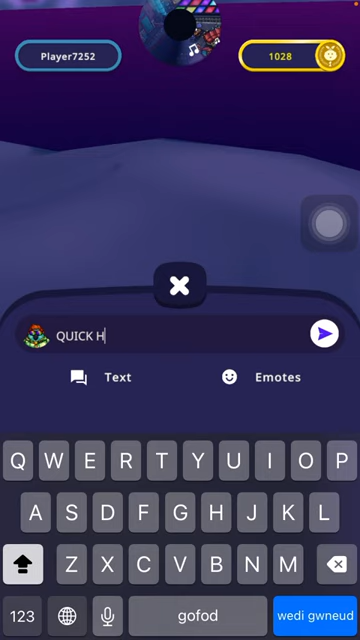 Player7252
1028
QUICK H
Text
Emotes
Q W E R T Y U I O P
A S D F G H J K L
Z X C V B N M
123
gofod
wedi gwneud